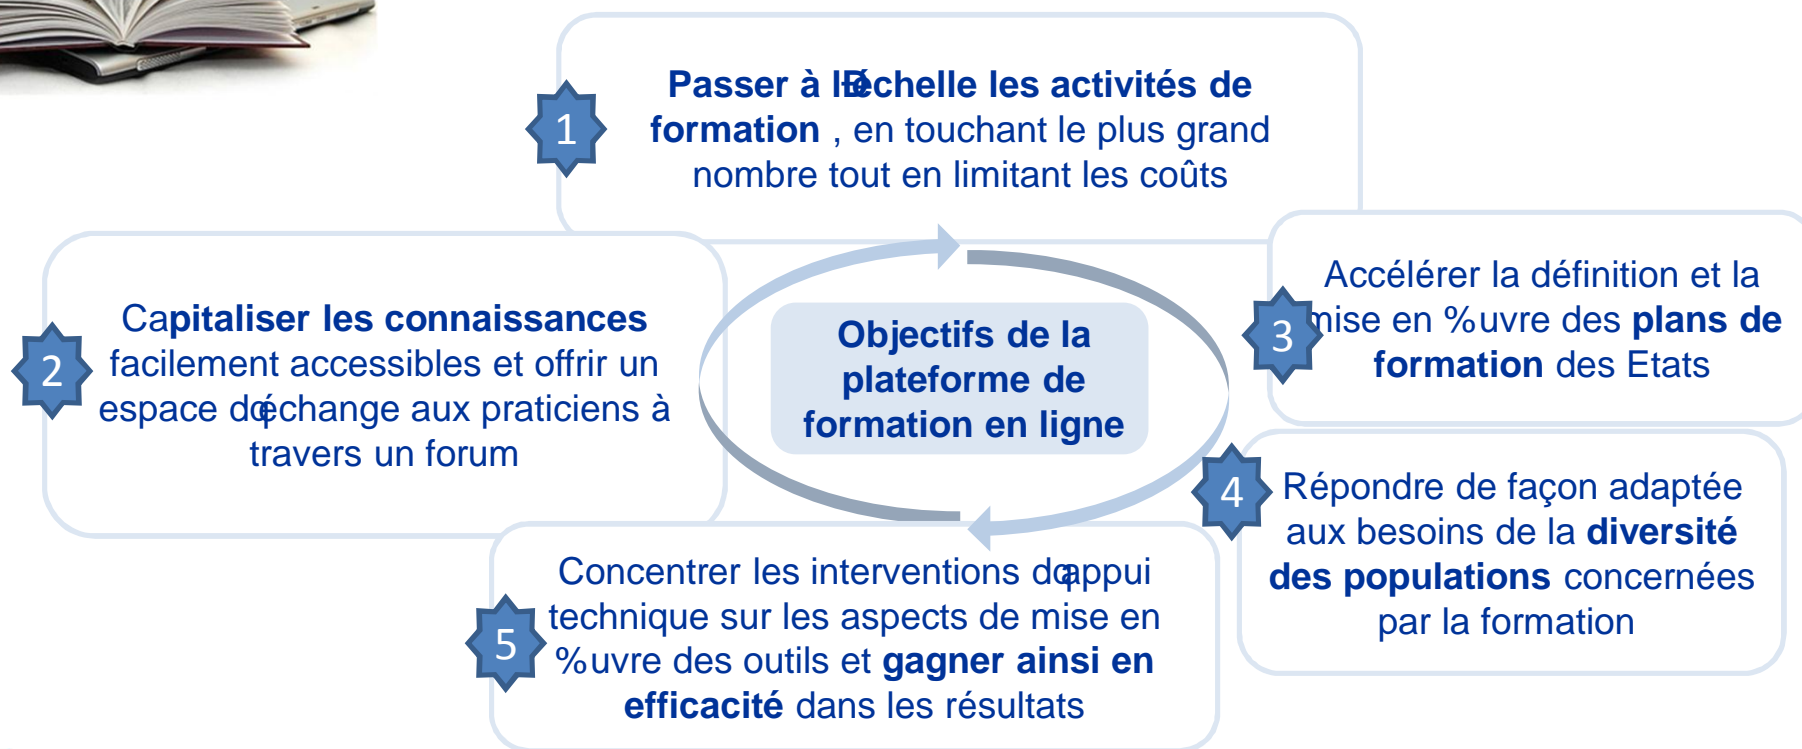 1
Passer à l'échelle les activités de
formation , en touchant le plus grand
nombre tout en limitant les coûts
2
Capitaliser les connaissances
facilement accessibles et offrir un
espace d'échange aux praticiens à
travers un forum
Objectifs de la
plateforme de
formation en ligne
3
Accélérer la définition et la
mise en %uvre des plans de
formation des Etats
4
Répondre de façon adaptée
aux besoins de la diversité
des populations concernées
par la formation
5
Concentrer les interventions d'appui
technique sur les aspects de mise en
%uvre des outils et gagner ainsi en
efficacité dans les résultats